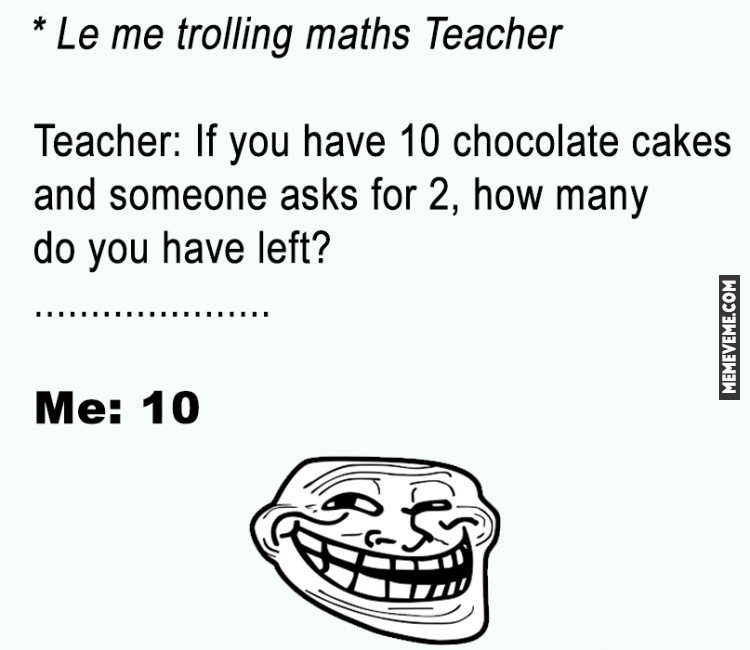 * Le me trolling maths Teacher
Teacher: If you have 10 chocolate cakes
and someone asks for 2, how many
do you have left?
.....................
Me: 10
MEMEVEME.COM